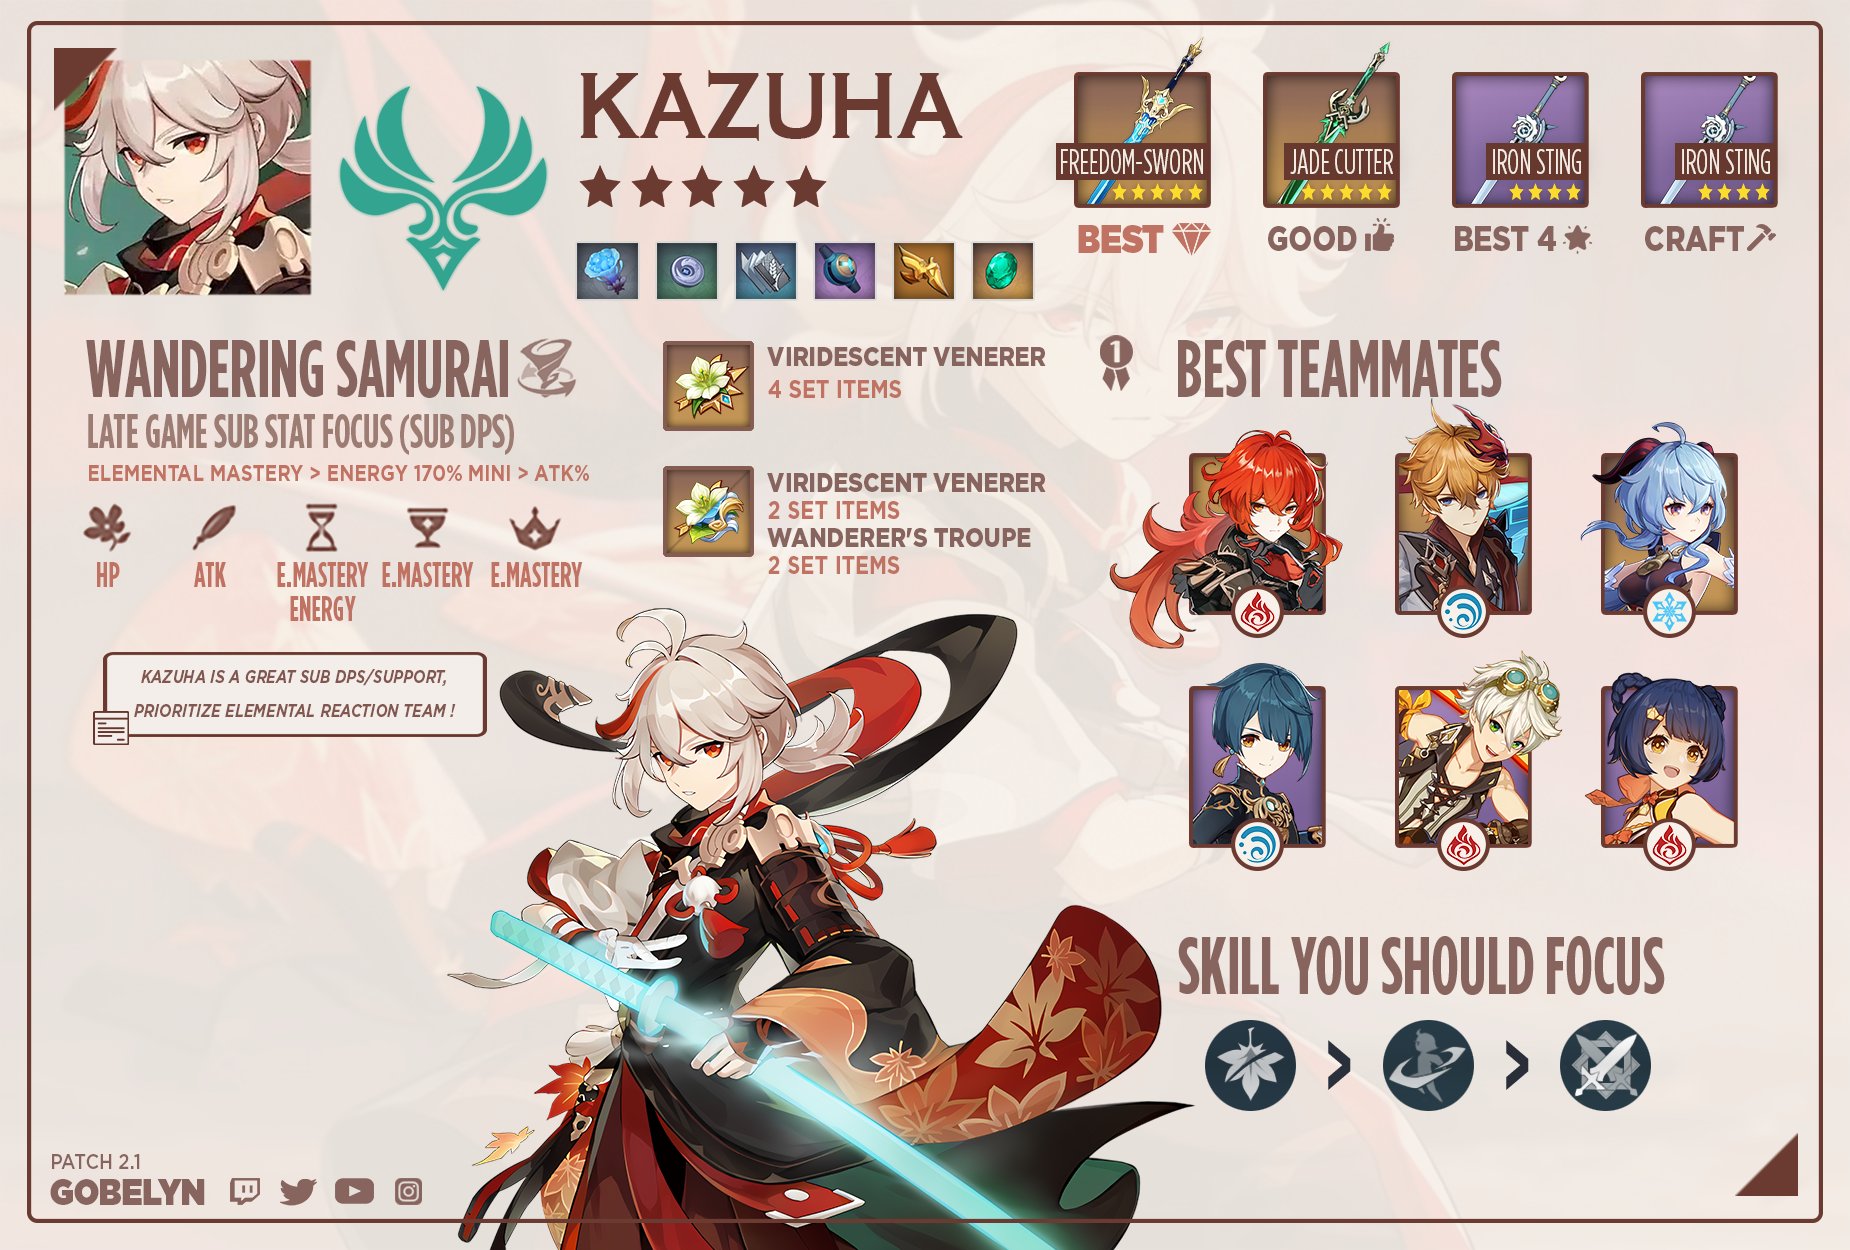 KAZUHA
FREEDOM-SWORN
BEST
JADE CUTTER
GOOD
IRON STING
BEST 4
IRON STING
CRAFT
WANDERING SAMURAI
LATE GAME SUB STAT FOCUS (SUB DPS)
ELEMENTAL MASTERY > ENERGY 170% MINI > ATK%
HP
ATK
E.MASTERY
ENERGY
E.MASTERY
E.MASTERY
KAZUHA IS A GREAT SUB DPS/SUPPORT,
PRIORITIZE ELEMENTAL REACTION TEAM !
VIRIDESCENT VENERER
4 SET ITEMS
VIRIDESCENT VENERER
2 SET ITEMS
WANDERER'S TROUPE
2 SET ITEMS
1
BEST TEAMMATES
SKILL YOU SHOULD FOCUS
> >
PATCH 2.1
GOBELYN